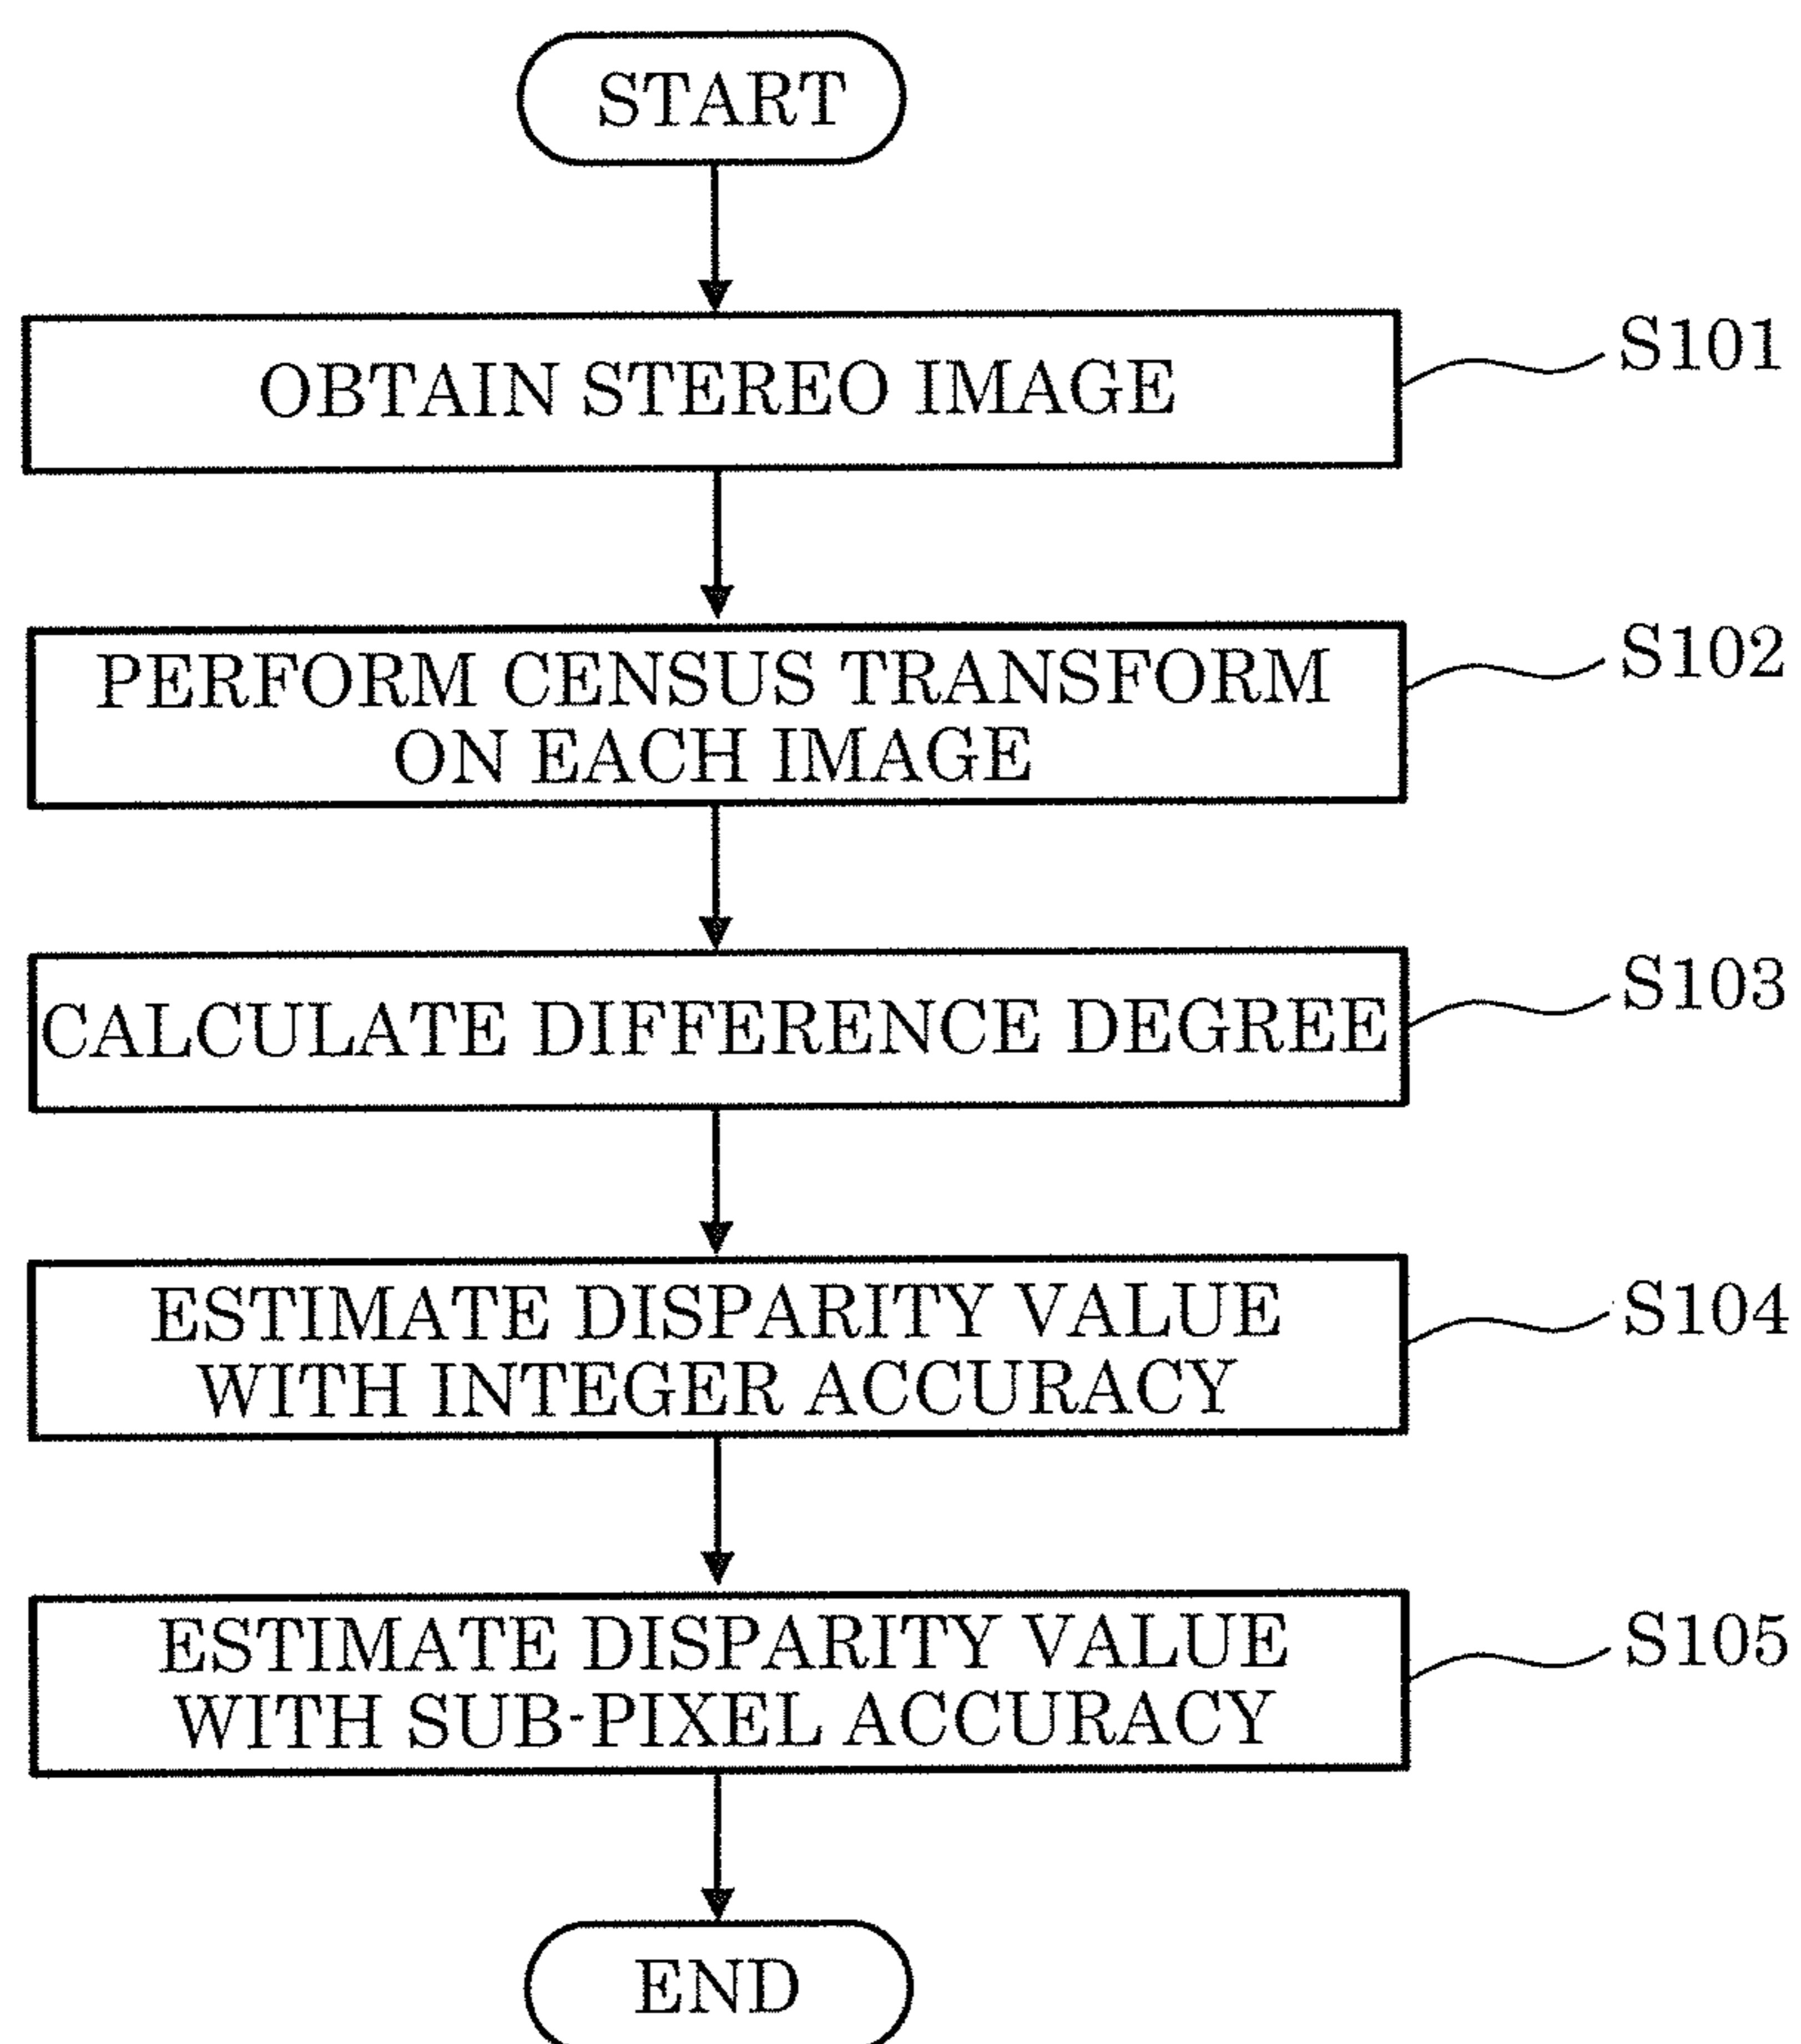 START
OBTAIN STEREO IMAGE
S101
PERFORM CENSUS TRANSFORM
ON EACH IMAGE
S102
CALCULATE DIFFERENCE DEGREE
S103
ESTIMATE DISPARITY VALUE
WITH INTEGER ACCURACY
S104
ESTIMATE DISPARITY VALUE
WITH SUB-PIXEL ACCURACY
S105
END